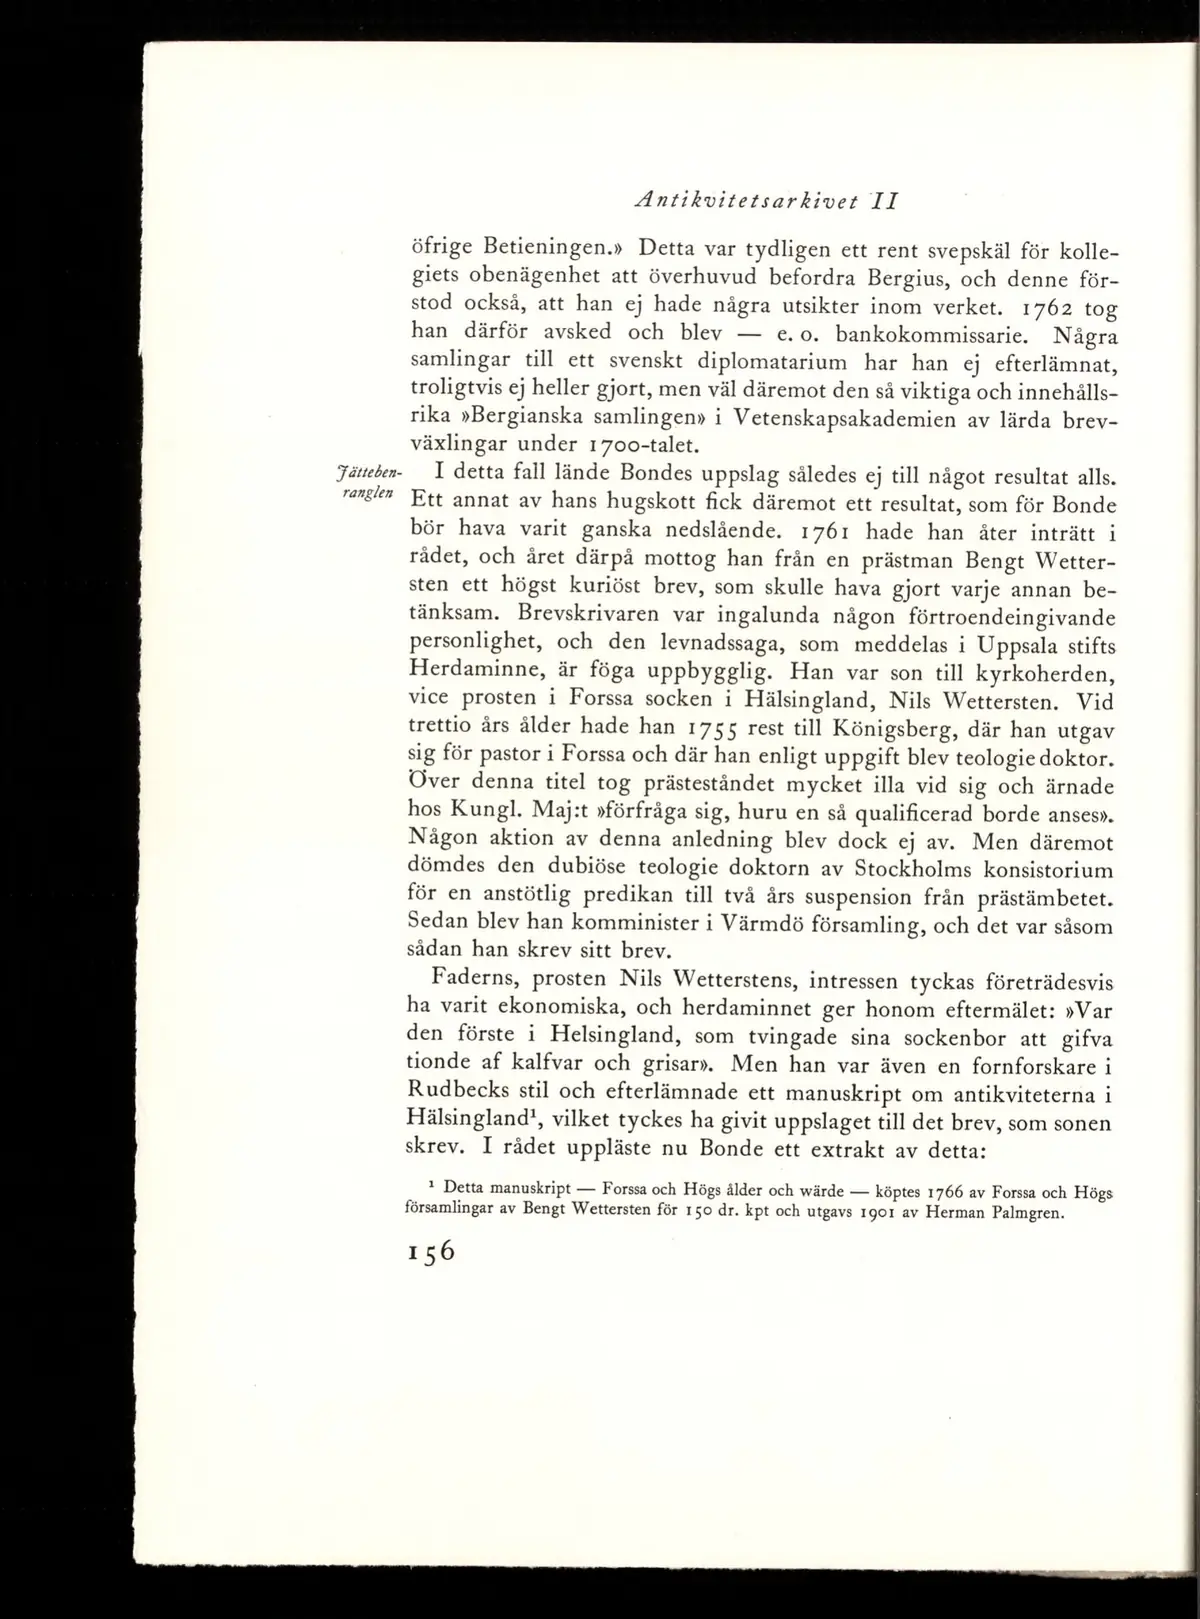 Antikvitetsarkivet II
öfrige Betieningen.» Detta var tydligen ett rent svepskäl för kolle-
giets obenägenhet att överhuvud befordra Bergius, och denne för-
stod också, att han ej hade några utsikter inom verket. 1762 tog
han därför avsked och blev — e. o. bankokommissarie. Några
samlingar till ett svenskt diplomatarium har han ej efterlämnat,
troligtvis ej heller gjort, men väl däremot den så viktiga och innehålls-
rika »Bergianska samlingen» i Vetenskapsakademien av lärda brev-
växlingar under 1700-talet.
Jätteben-
ranglen
I detta fall lände Bondes uppslag således ej till något resultat alls.
Ett annat av hans hugskott fick däremot ett resultat, som för Bonde
bör hava varit ganska nedslående. 1761 hade han åter inträtt i
rådet, och året därpå mottog han från en prästman Bengt Wetter-
sten ett högst kuriöst brev, som skulle hava gjort varje annan be-
tänksam. Brevskrivaren var ingalunda någon förtroendeingivande
personlighet, och den levnadssaga, som meddelas i Uppsala stifts
Herdaminne, är föga uppbygglig. Han var son till kyrkoherden,
vice prosten i Forssa socken i Hälsingland, Nils Wettersten. Vid
trettio års ålder hade han 1755 rest till Königsberg, där han utgav
sig för pastor i Forssa och där han enligt uppgift blev teologie doktor.
Över denna titel tog prästeståndet mycket illa vid sig och ärnade
hos Kungl. Maj:t »förfråga sig, huru en så qualificerad borde anses».
Någon aktion av denna anledning blev dock ej av. Men däremot
dömdes den dubiöse teologie doktorn av Stockholms konsistorium
för en anstötlig predikan till två års suspension från prästämbetet.
Sedan blev han komminister i Värmdö församling, och det var såsom
sådan han skrev sitt brev.
Faderns, prosten Nils Wetterstens, intressen tyckas företrädesvis
ha varit ekonomiska, och herdaminnet ger honom eftermälet: »Var
den förste i Helsingland, som tvingade sina sockenbor att gifva
tionde af kalfvar och grisar». Men han var även en fornforskare i
Rudbecks stil och efterlämnade ett manuskript om antikviteterna i
Hälsingland¹, vilket tyckes ha givit uppslaget till det brev, som sonen
skrev. I rådet uppläste nu Bonde ett extrakt av detta:
¹ Detta manuskript — Forssa och Högs ålder och wärde — köptes 1766 av Forssa och Högs
församlingar av Bengt Wettersten för 150 dr. kpt och utgavs 1901 av Herman Palmgren.
156